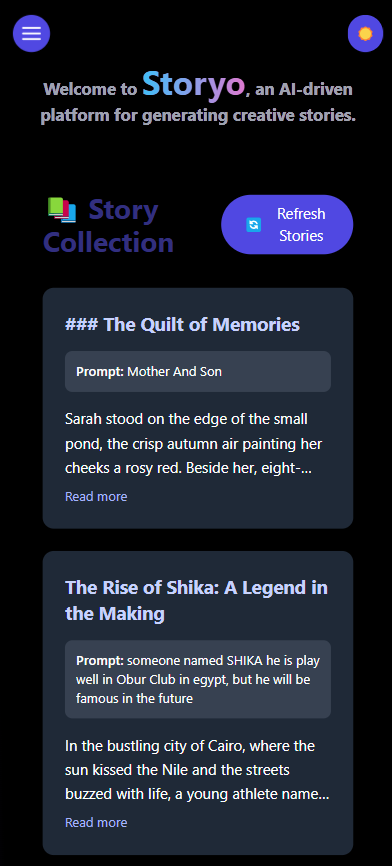 Welcome to Storyo, an AI-driven
platform for generating creative stories.
Story
Collection
Refresh
Stories
### The Quilt of Memories
Prompt: Mother And Son
Sarah stood on the edge of the small
pond, the crisp autumn air painting her
cheeks a rosy red. Beside her, eight-...
Read more
The Rise of Shika: A Legend in
the Making
Prompt: someone named SHIKA he is play
well in Obur Club in egypt, but he will be
famous in the future
In the bustling city of Cairo, where the
sun kissed the Nile and the streets
buzzed with life, a young athlete name...
Read more